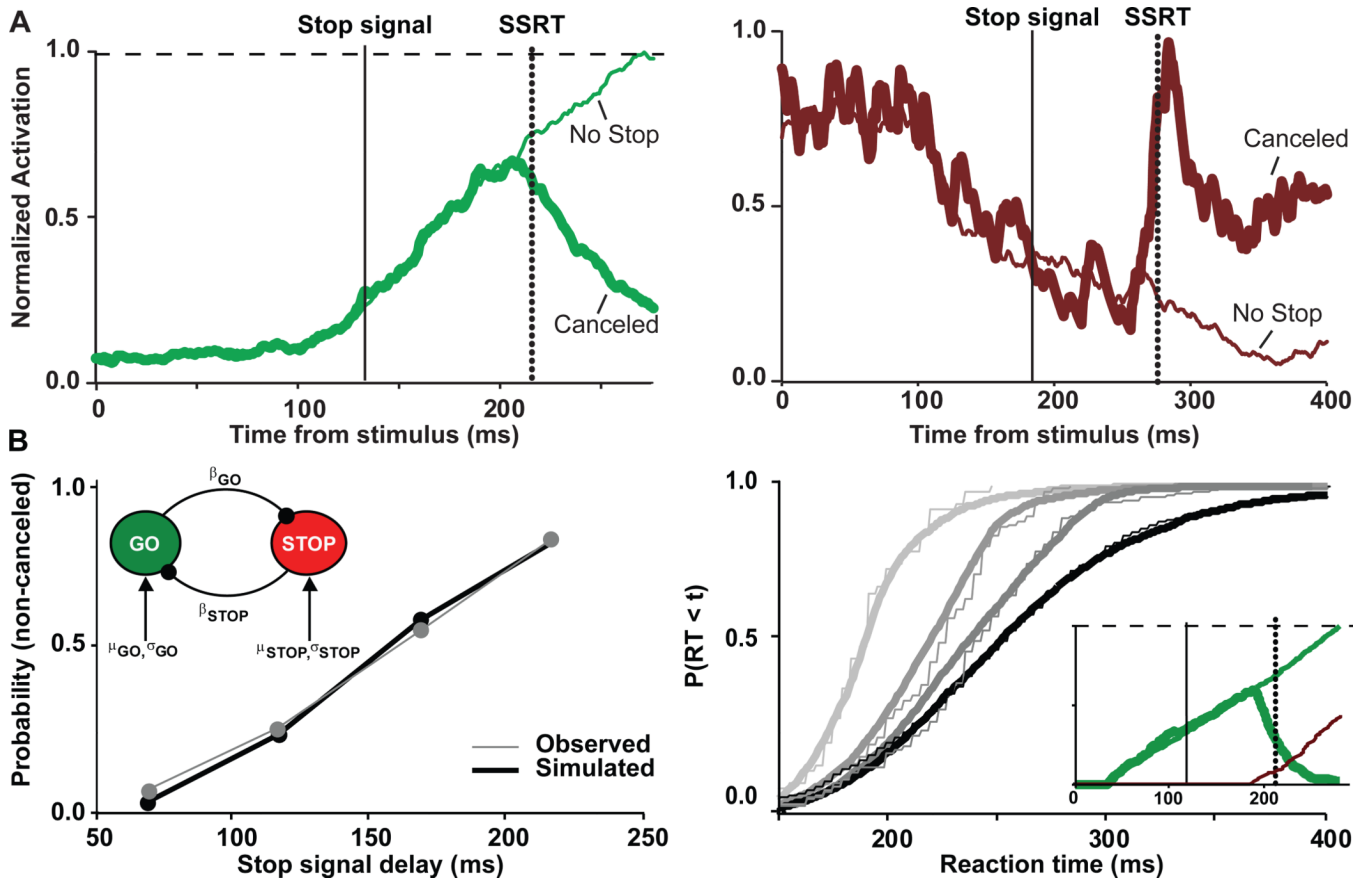 A
Stop signal
SSRT
1.0
No Stop
0.5
Canceled
0.0
Normalized Activation
0
100
200
Time from stimulus (ms)
Stop signal
SSRT
1.0
Canceled
0.5
No Stop
0.0
0
100
200
300
400
Time from stimulus (ms)
B
1.0
βGO
GO
STOP
βSTOP
μGO,σGO
μSTOP,σSTOP
0.5
Observed
Simulated
0.0
Probability (non-canceled)
50
100
150
200
250
Stop signal delay (ms)
1.0
0.5
0.0
P(RT < t)
0
100
200
200
300
400
Reaction time (ms)